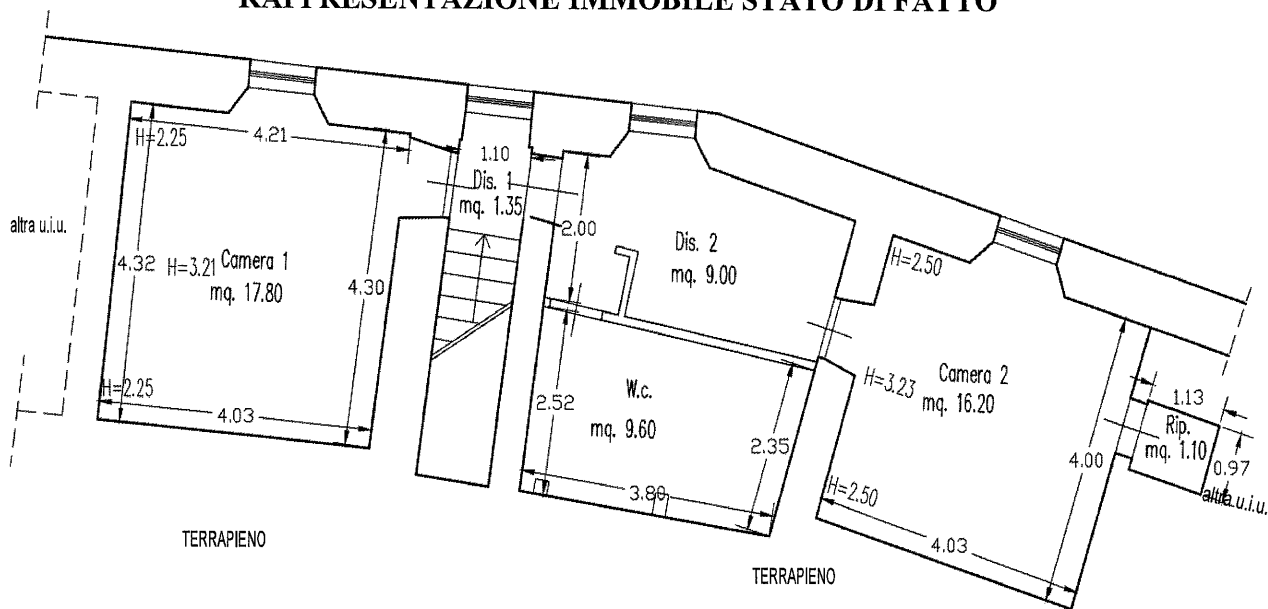 RAPPRESENTAZIONE IMMOBILE STATO DI FATTO
H=2.25
4.21
altra u.i.u.
4.32
H=3.21
Camera 1
mq. 17.80
4.30
H=2.25
4.03
1.10
Dis. 1
mq. 1.35
2.00
Dis. 2
mq. 9.00
W.c.
mq. 9.60
2.52
2.35
3.80
H=2.50
H=3.23
Camera 2
mq. 16.20
4.00
H=2.50
4.03
1.13
Rip.
mq. 1.10
0.97
altra u.i.u.
TERRAPIENO
TERRAPIENO